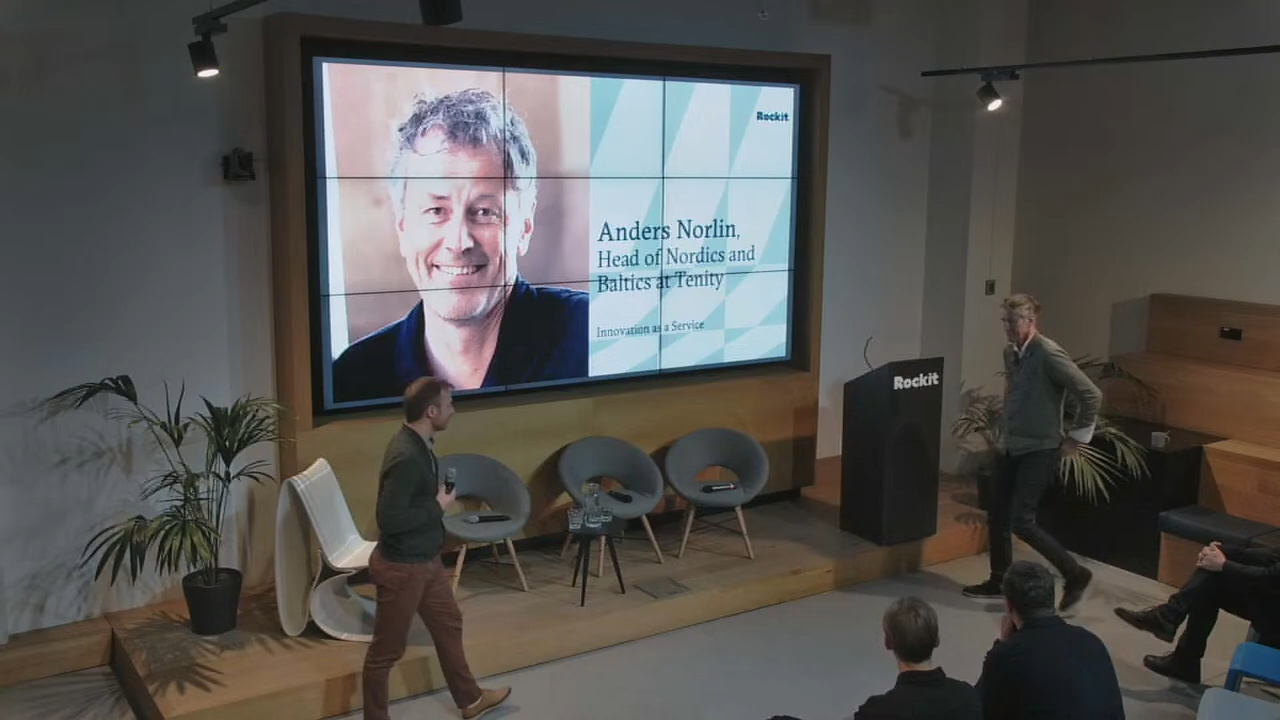 Rockit
Anders Norlin,
Head of Nordics and
Baltics at Tenity
Innovation as a Service
Rockit